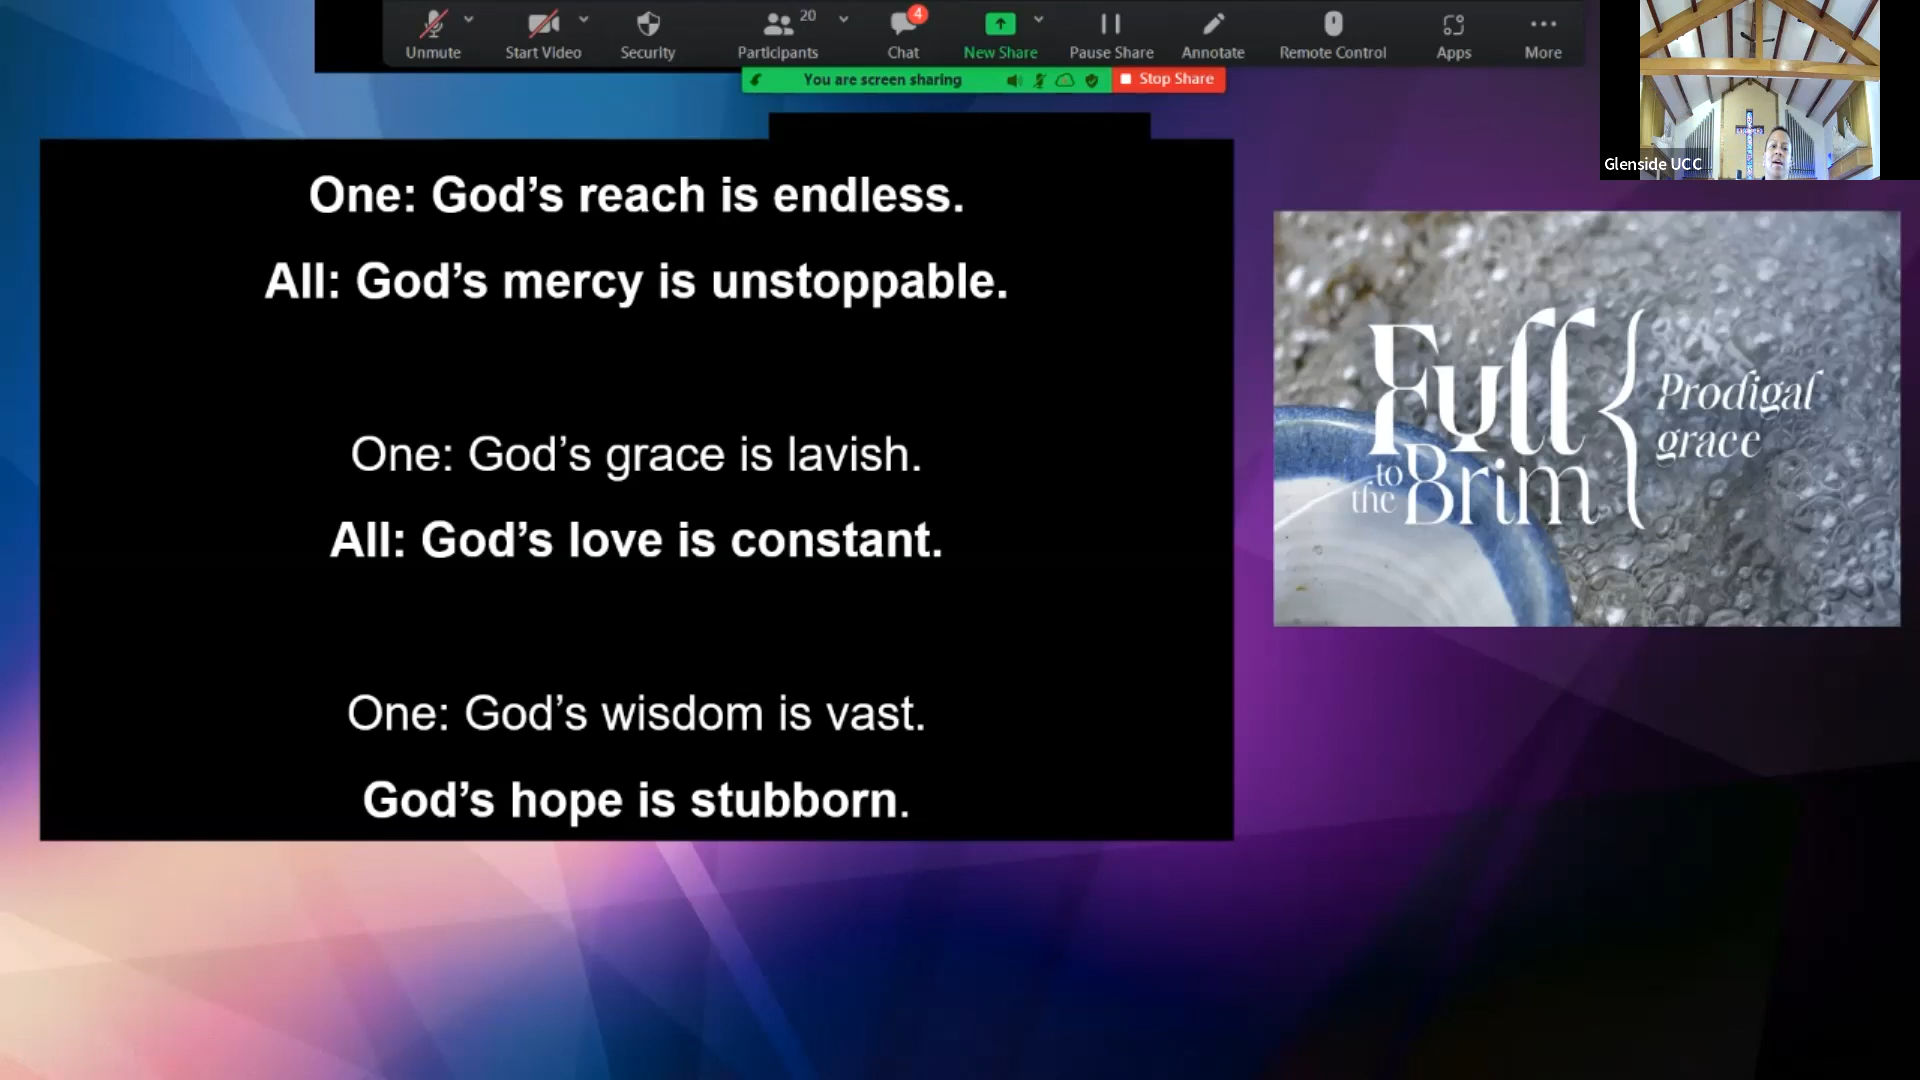 20
4
Unmute
Start Video
Security
Participants
Chat
New Share
Pause Share
Annotate
Remote Control
Apps
More
You are screen sharing
Stop Share
Glenside UCC
One: God’s reach is endless.
All: God’s mercy is unstoppable.
One: God’s grace is lavish.
All: God’s love is constant.
One: God’s wisdom is vast.
God’s hope is stubborn.
Full
to
the Brim
Prodigal
grace